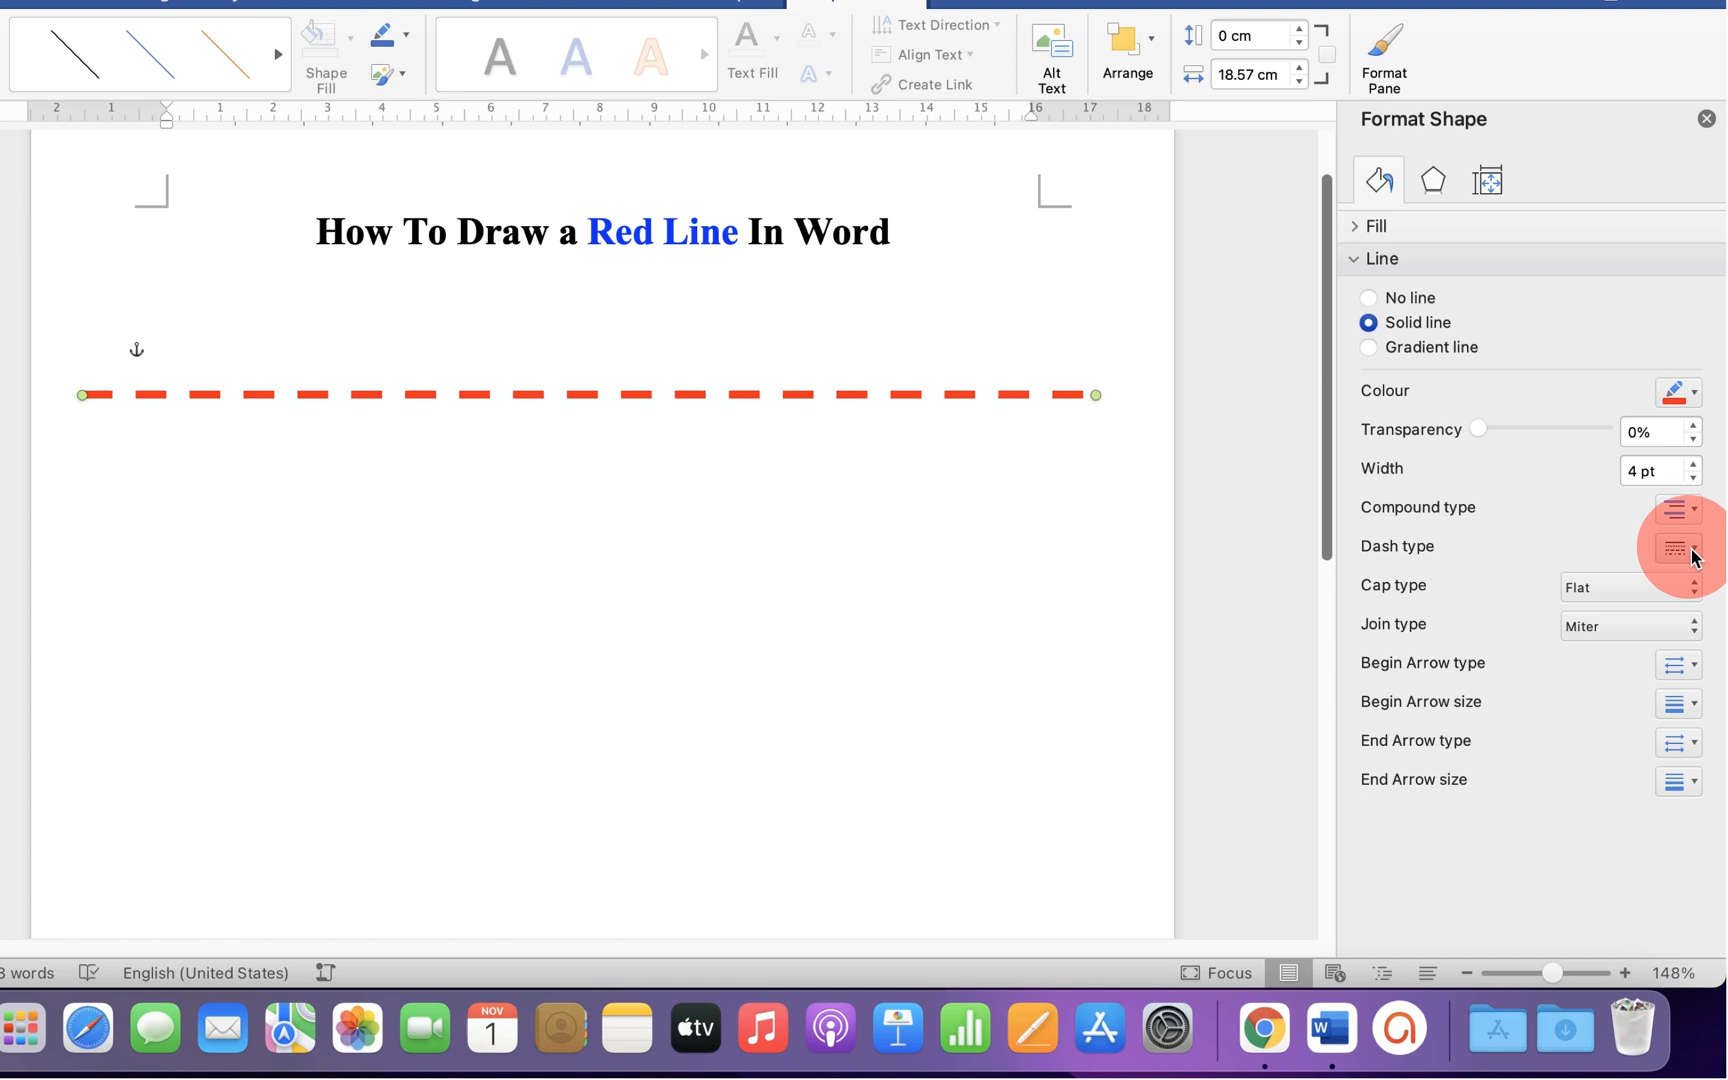 Shape
Fill
A A A
A
Text Fill
A
A
Text Direction
Align Text
Create Link
Alt
Text
Arrange
0 cm
18.57 cm
Format
Pane
2 1 1 2 3 4 5 6 7 8 9 10 11 12 13 14 15 16 17 18
Format Shape
Fill
Line
No line
Solid line
Gradient line
Colour
Transparency 0%
Width 4 pt
Compound type
Dash type
Cap type Flat
Join type Miter
Begin Arrow type
Begin Arrow size
End Arrow type
End Arrow size
How To Draw a Red Line In Word
words English (United States) Focus 148%
NOV
1
tv
W